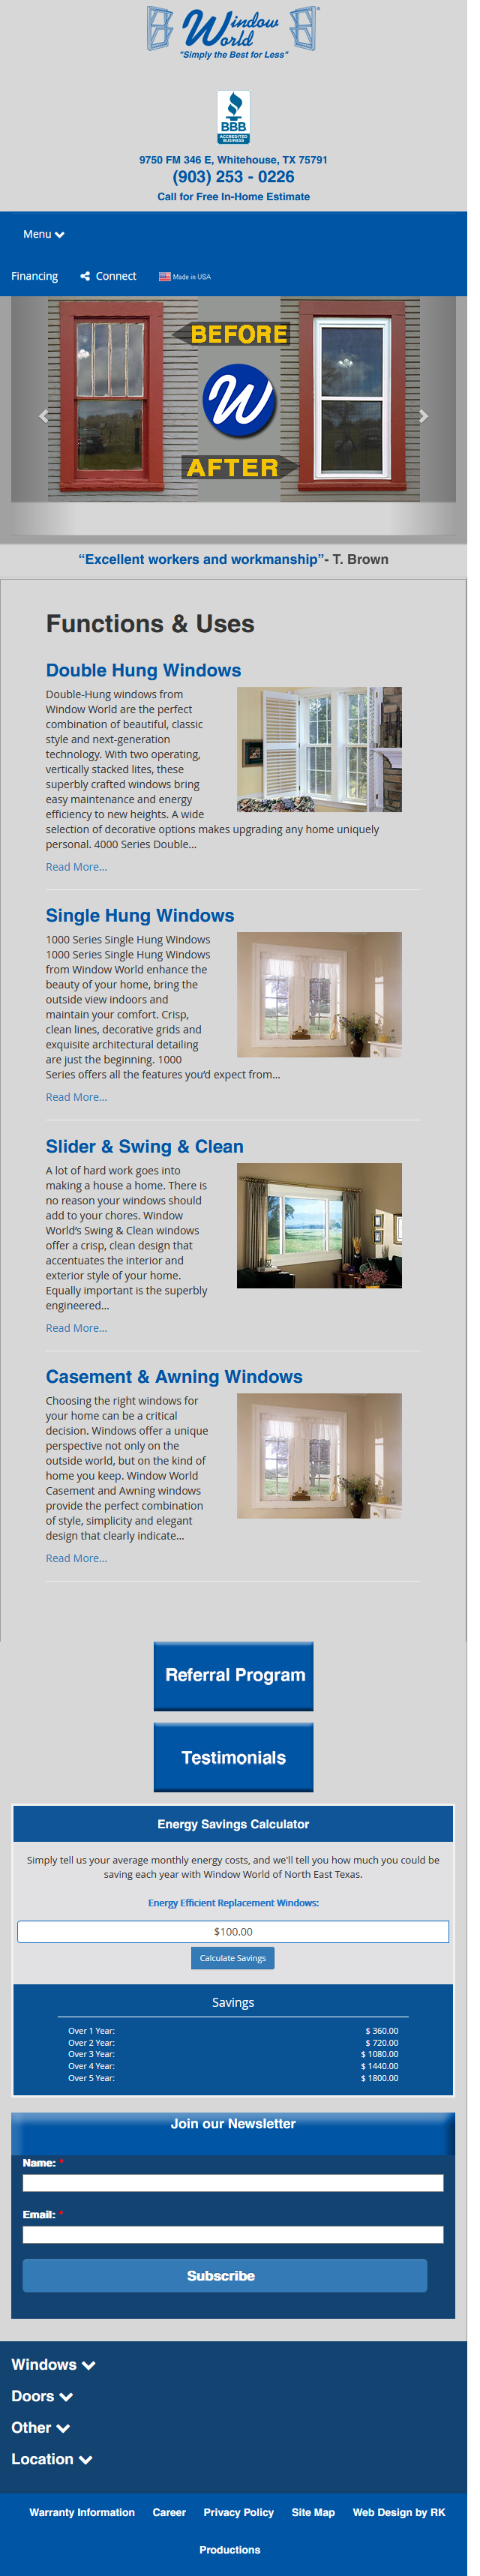 Window World®
"Simply the Best for Less"
BBB
ACCREDITED
BUSINESS
9750 FM 346 E, Whitehouse, TX 75791
(903) 253 - 0226
Call for Free In-Home Estimate
Menu
Financing Connect Made in USA
BEFORE
W
AFTER
“Excellent workers and workmanship”- T. Brown
Functions & Uses
Double Hung Windows
Double-Hung windows from
Window World are the perfect
combination of beautiful, classic
style and next-generation
technology. With two operating,
vertically stacked lites, these
superbly crafted windows bring
easy maintenance and energy
efficiency to new heights. A wide
selection of decorative options makes upgrading any home uniquely
personal. 4000 Series Double...
Read More...
Single Hung Windows
1000 Series Single Hung Windows
1000 Series Single Hung Windows
from Window World enhance the
beauty of your home, bring the
outside view indoors and
maintain your comfort. Crisp,
clean lines, decorative grids and
exquisite architectural detailing
are just the beginning. 1000
Series offers all the features you’d expect from...
Read More...
Slider & Swing & Clean
A lot of hard work goes into
making a house a home. There is
no reason your windows should
add to your chores. Window
World’s Swing & Clean windows
offer a crisp, clean design that
accentuates the interior and
exterior style of your home.
Equally important is the superbly
engineered...
Read More...
Casement & Awning Windows
Choosing the right windows for
your home can be a critical
decision. Windows offer a unique
perspective not only on the
outside world, but on the kind of
home you keep. Window World
Casement and Awning windows
provide the perfect combination
of style, simplicity and elegant
design that clearly indicate...
Read More...
Referral Program
Testimonials
Energy Savings Calculator
Simply tell us your average monthly energy costs, and we'll tell you how much you could be
saving each year with Window World of North East Texas.
Energy Efficient Replacement Windows:
$100.00
Calculate Savings
Savings
Over 1 Year: $ 360.00
Over 2 Year: $ 720.00
Over 3 Year: $ 1080.00
Over 4 Year: $ 1440.00
Over 5 Year: $ 1800.00
Join our Newsletter
Name: *
Email: *
Subscribe
Windows
Doors
Other
Location
Warranty Information Career Privacy Policy Site Map Web Design by RK
Productions